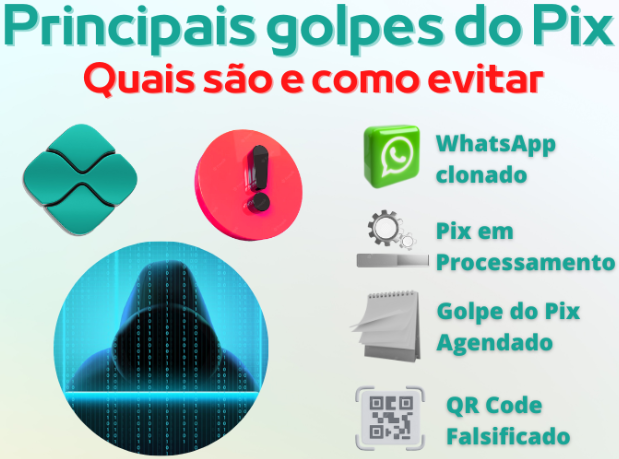 Principais golpes do Pix
Quais são e como evitar
WhatsApp
clonado
Pix em
Processamento
Golpe do Pix
Agendado
QR Code
Falsificado